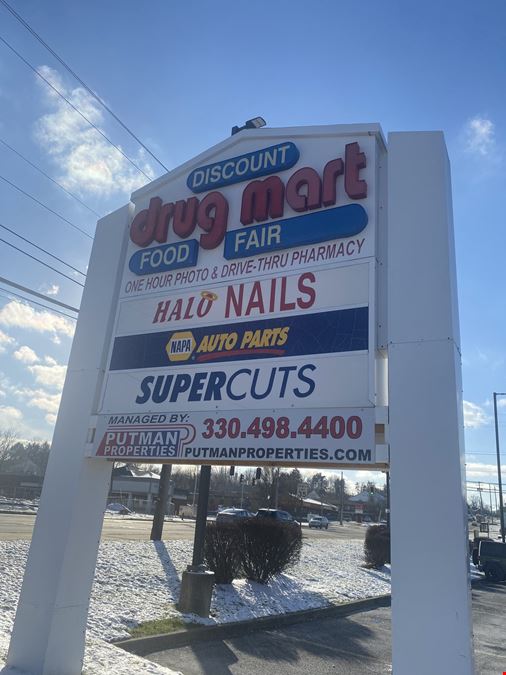 DISCOUNT
drug mart
FOOD FAIR
ONE HOUR PHOTO & DRIVE-THRU PHARMACY
HALO NAILS
NAPA AUTO PARTS
SUPERCUTS
MANAGED BY:
PUTMAN PROPERTIES
330.498.4400
PUTMANPROPERTIES.COM